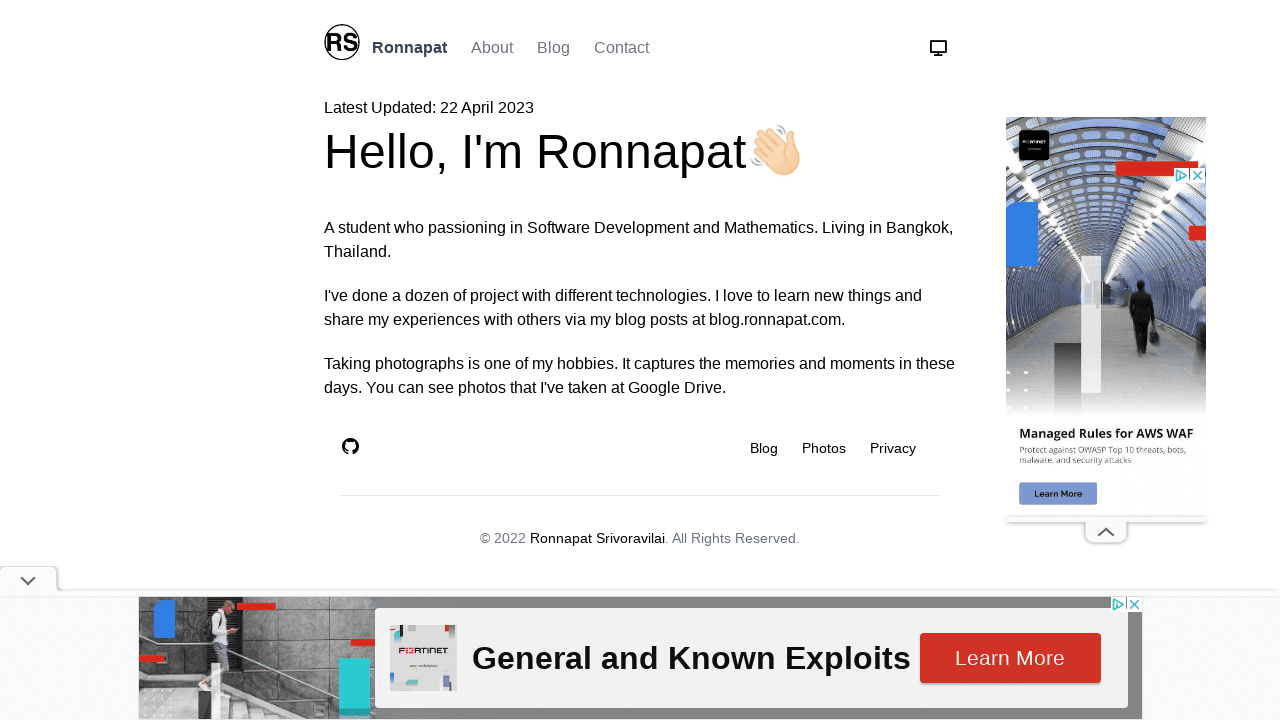 RS
Ronnapat About Blog Contact
Latest Updated: 22 April 2023
Hello, I'm Ronnapat👋🏻
A student who passioning in Software Development and Mathematics. Living in Bangkok,
Thailand.
I've done a dozen of project with different technologies. I love to learn new things and
share my experiences with others via my blog posts at blog.ronnapat.com.
Taking photographs is one of my hobbies. It captures the memories and moments in these
days. You can see photos that I've taken at Google Drive.
Blog Photos Privacy
© 2022 Ronnapat Srivoravilai. All Rights Reserved.
FORTINET
Managed Rules for AWS WAF
Protect against OWASP Top 10 threats, bots,
malware, and security attacks
Learn More
FORTINET
General and Known Exploits
Learn More